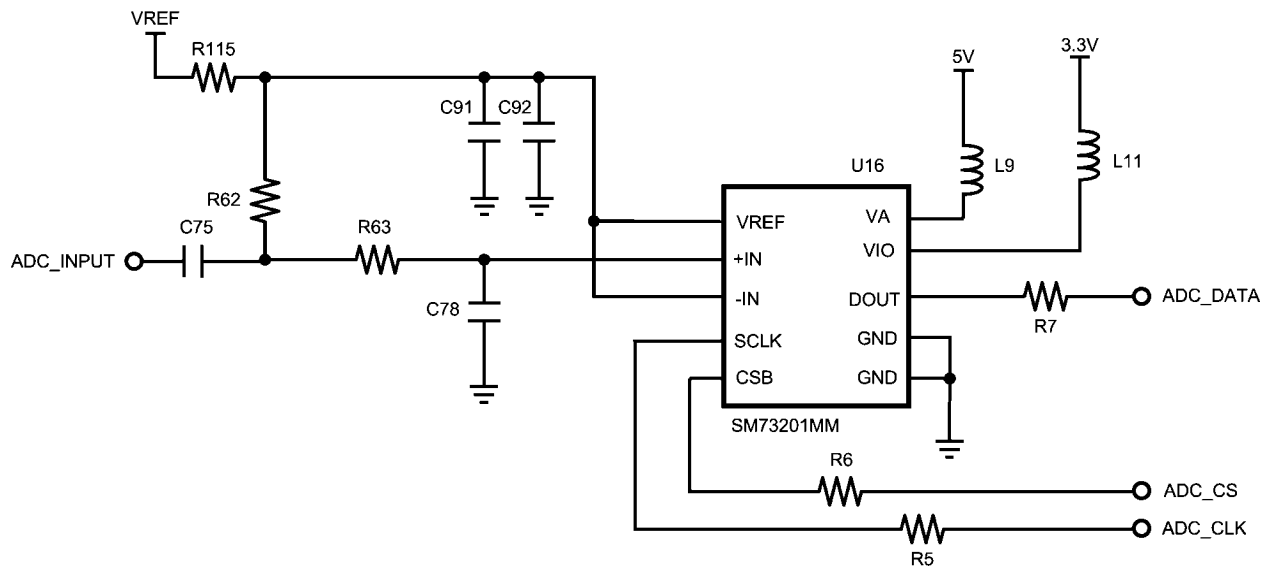 VREF
R115
5V
3.3V
C91
C92
L9
L11
U16
R62
C75
R63
VREF
VA
ADC_INPUT
+IN
VIO
C78
-IN
DOUT
R7
ADC_DATA
SCLK
GND
CSB
GND
SM73201MM
R6
ADC_CS
R5
ADC_CLK